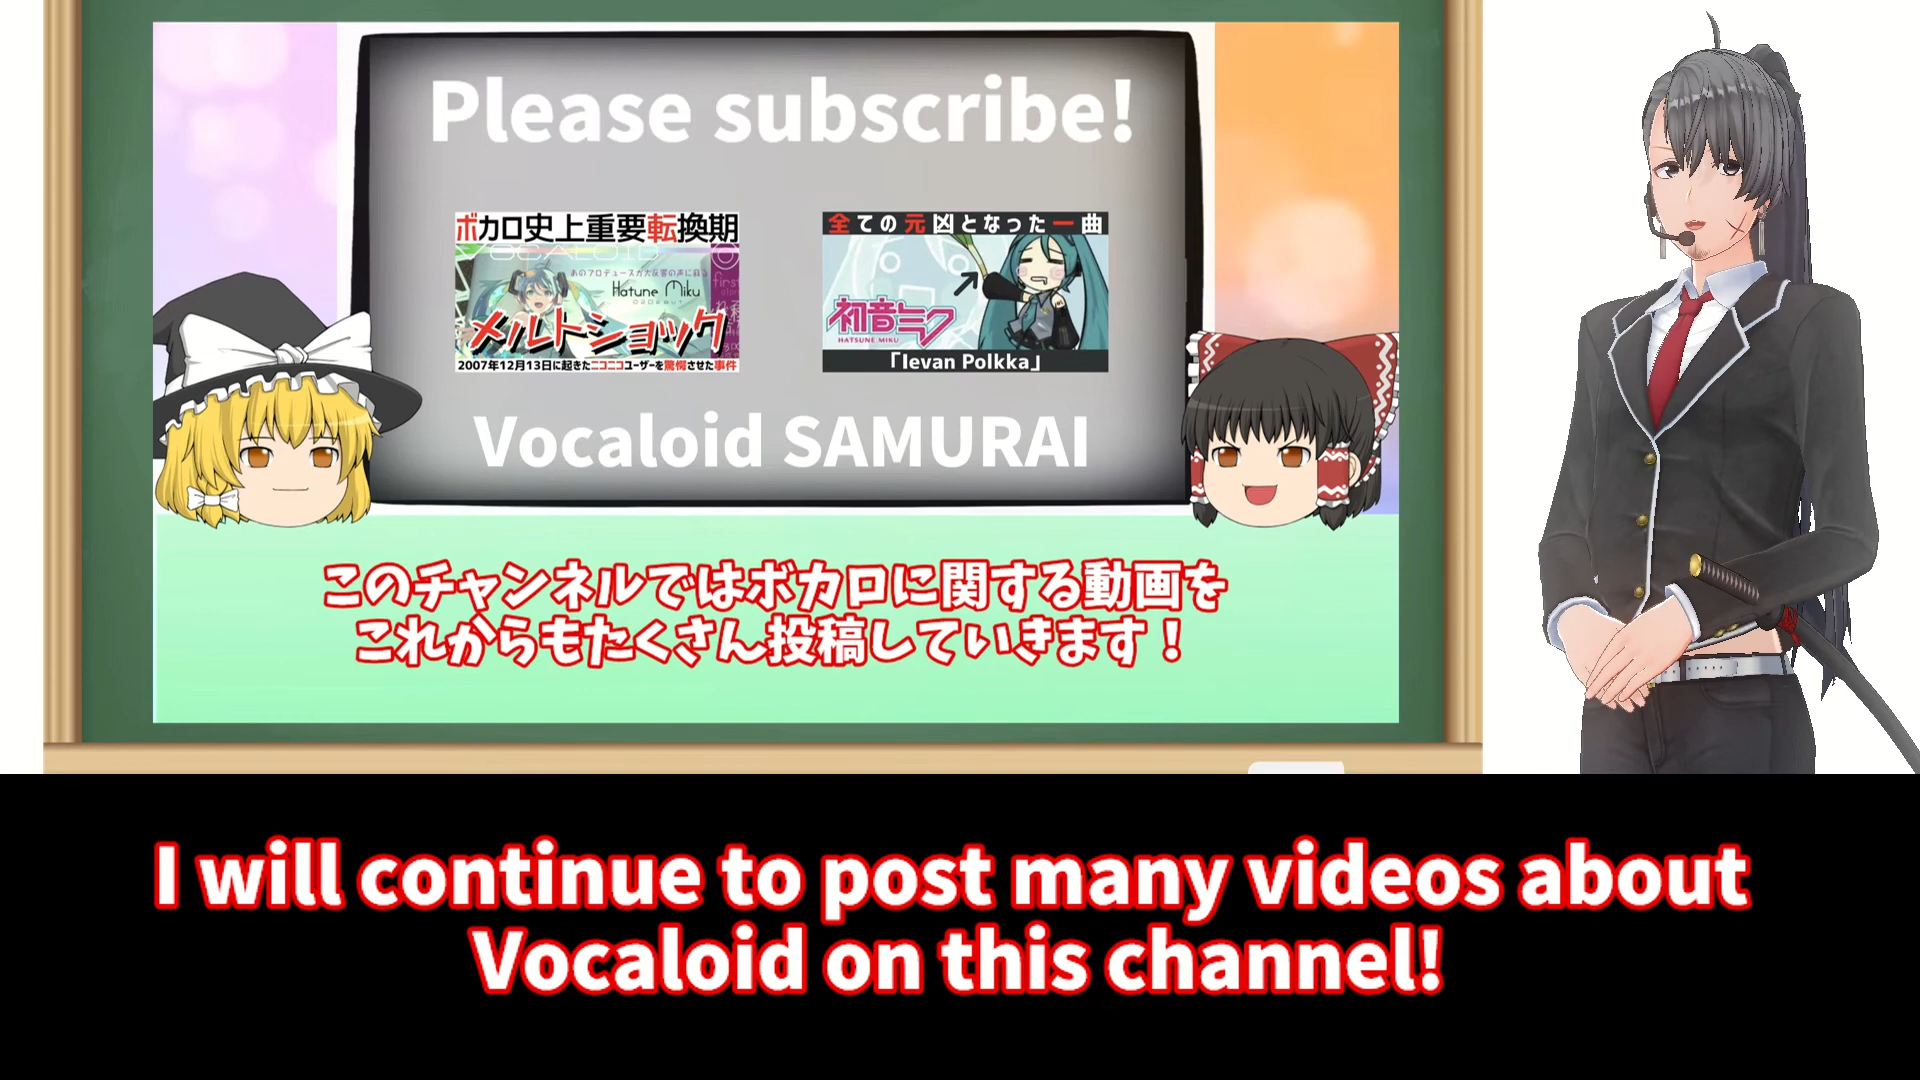 Please subscribe!
ボカロ史上重要転換期
あのプロデューサーが大反響の声に蘇る
Hatune Miku
メルトショック
2007年12月13日に起きたニコニコユーザーを驚愕させた事件
全ての元凶となった一曲
初音ミク
HATSUNE MIKU
「Ievan Polkka」
Vocaloid SAMURAI
このチャンネルではボカロに関する動画を
これからもたくさん投稿していきます！
I will continue to post many videos about
Vocaloid on this channel!